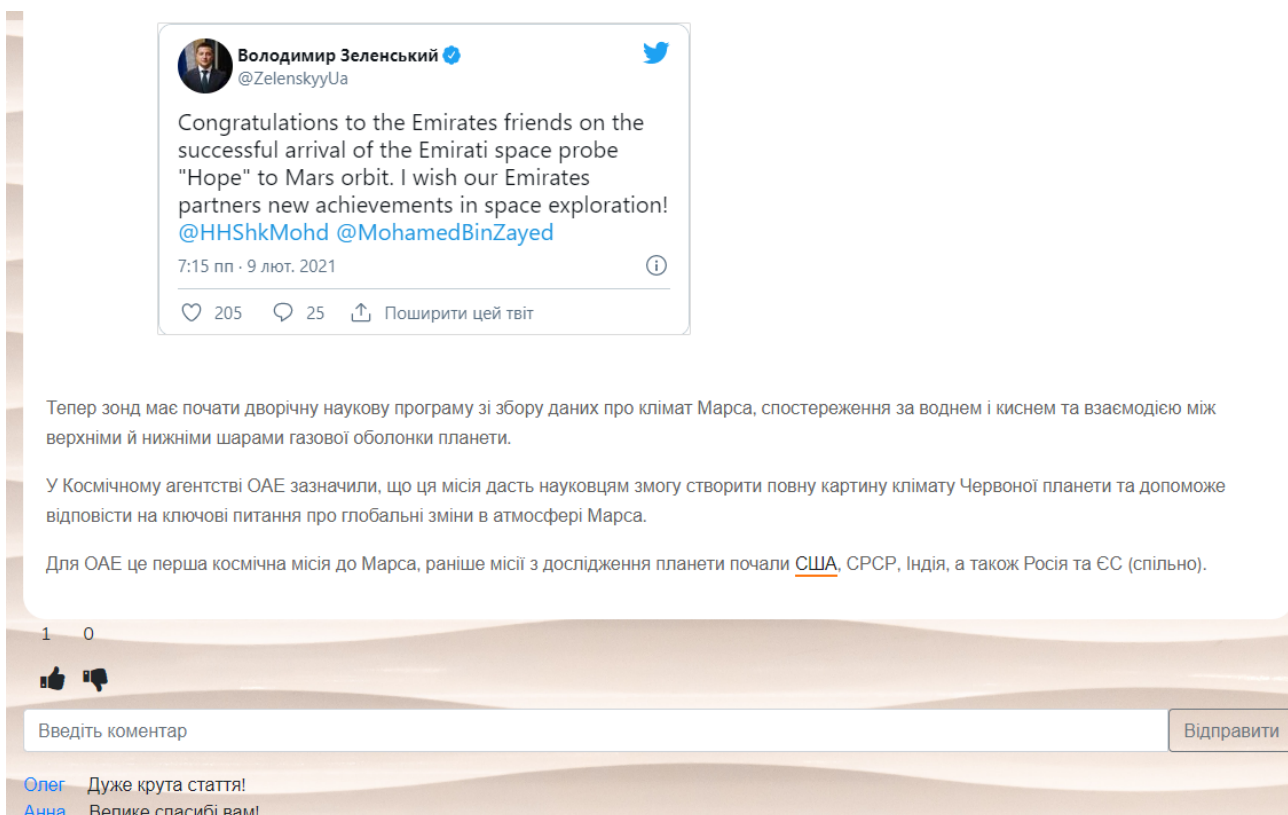 Володимир Зеленський
@ZelenskyyUa
Congratulations to the Emirates friends on the
successful arrival of the Emirati space probe
"Hope" to Mars orbit. I wish our Emirates
partners new achievements in space exploration!
@HHShkMohd @MohamedBinZayed
7:15 пп · 9 лют. 2021
205 25 Поширити цей твіт
Тепер зонд має почати дворічну наукову програму зі збору даних про клімат Марса, спостереження за воднем і киснем та взаємодією між
верхніми й нижніми шарами газової оболонки планети.
У Космічному агентстві ОАЕ зазначили, що ця місія дасть науковцям змогу створити повну картину клімату Червоної планети та допоможе
відповісти на ключові питання про глобальні зміни в атмосфері Марса.
Для ОАЕ це перша космічна місія до Марса, раніше місії з дослідження планети почали США, СРСР, Індія, а також Росія та ЄС (спільно).
1 0
Введіть коментар Відправити
Олег Дуже крута стаття!
Анна Велике спасибі вам!